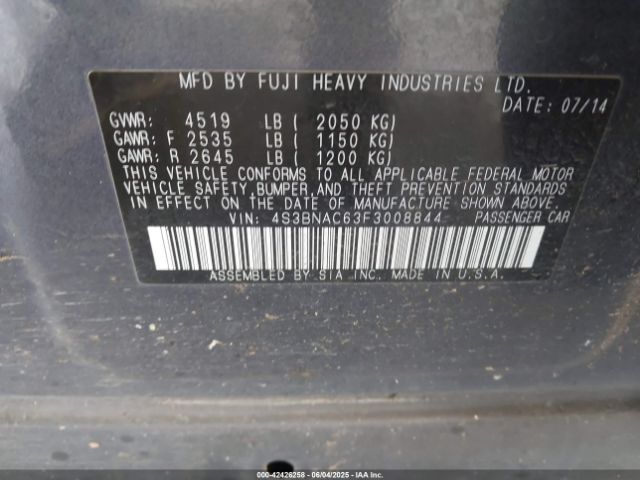 MFD BY FUJI HEAVY INDUSTRIES LTD.
DATE: 07/14
GVWR: 4519 LB ( 2050 KG)
GAWR: F 2535 LB ( 1150 KG)
GAWR: R 2645 LB ( 1200 KG)
THIS VEHICLE CONFORMS TO ALL APPLICABLE FEDERAL MOTOR
VEHICLE SAFETY, BUMPER, AND THEFT PREVENTION STANDARDS
IN EFFECT ON THE DATE OF MANUFACTURE SHOWN ABOVE.
VIN: 4S3BNAC63F3008844 PASSENGER CAR
ASSEMBLED BY SIA INC. MADE IN U.S.A.
000-42426258 - 06/04/2025 - IAAI.com